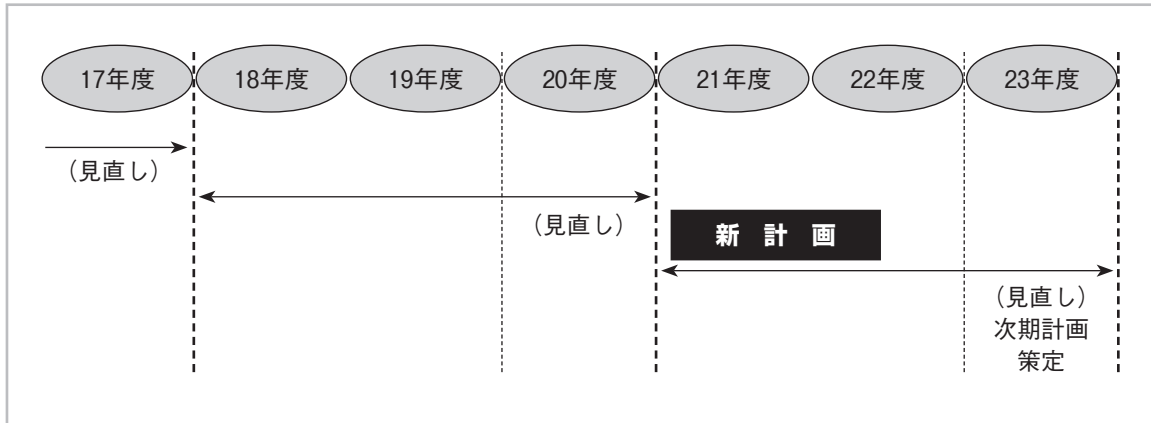 17年度 18年度 19年度 20年度 21年度 22年度 23年度
（見直し）
（見直し）
新計画
（見直し）
次期計画
策定